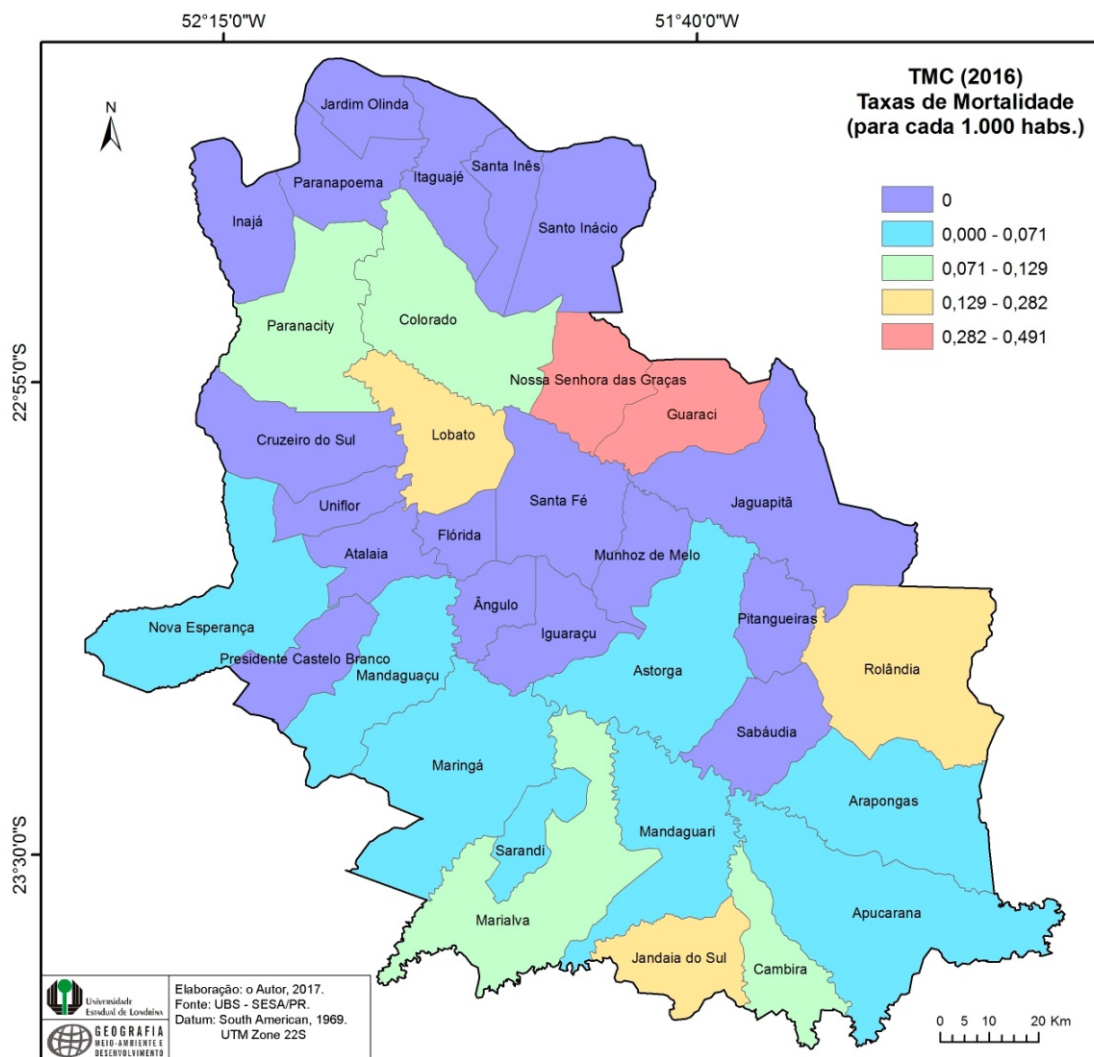 52°15'0"W
51°40'0"W
TMC (2016)
Taxas de Mortalidade
(para cada 1.000 habs.)
N
0
0,000 - 0,071
0,071 - 0,129
0,129 - 0,282
0,282 - 0,491
Jardim Olinda
Santa Inês
Itaguajé
Paranapoema
Inajá
Santo Inácio
Colorado
Paranacity
22°55'0"S
Nossa Senhora das Graças
Guaraci
Lobato
Cruzeiro do Sul
Santa Fé
Jaguapitã
Uniflor
Flórida
Atalaia
Munhoz de Melo
Ângulo
Pitangueiras
Nova Esperança
Iguaraçu
Presidente Castelo Branco
Mandaguaçu
Astorga
Rolândia
Sabáudia
Maringá
Arapongas
Mandaguari
23°30'0"S
Sarandi
Apucarana
Marialva
Jandaia do Sul
Cambira
Universidade
Estadual de Londrina
GEOGRAFIA
MEIO-AMBIENTE E
DESENVOLVIMENTO
Elaboração: o Autor, 2017.
Fonte: UBS - SESA/PR.
Datum: South American, 1969.
UTM Zone 22S
0 5 10 20 Km